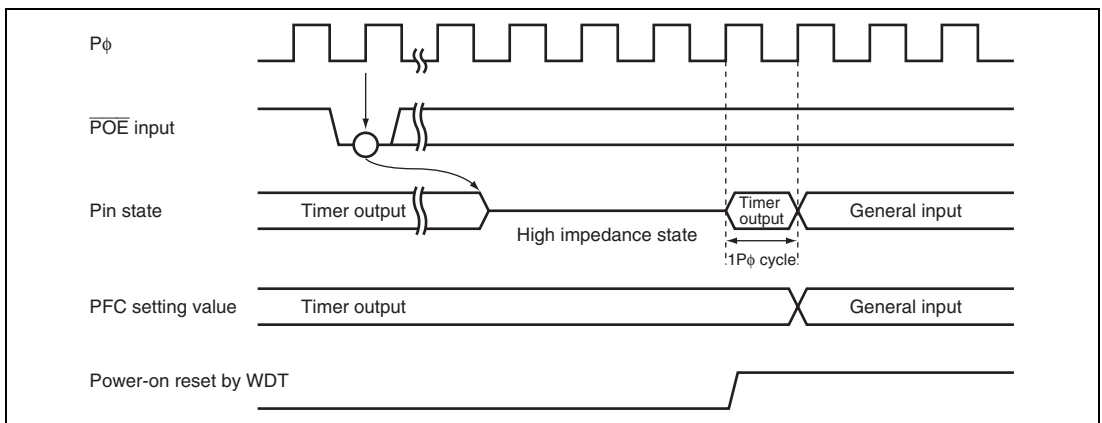 Pϕ
POE input
Pin state
Timer output
High impedance state
Timer
output
General input
1Pϕ cycle
PFC setting value
Timer output
General input
Power-on reset by WDT